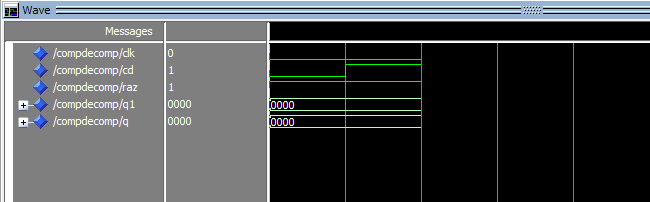 Wave
Messages
/compdecomp/clk 0
/compdecomp/cd 1
/compdecomp/raz 1
/compdecomp/q1 0000 0000
/compdecomp/q 0000 0000